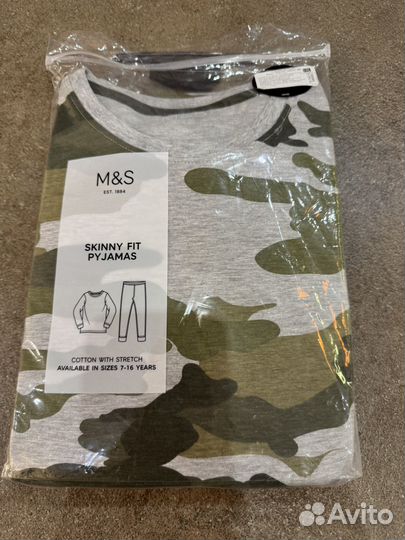 M&S
EST. 1884
SKINNY FIT
PYJAMAS
COTTON WITH STRETCH
AVAILABLE IN SIZES 7-16 YEARS
Avito